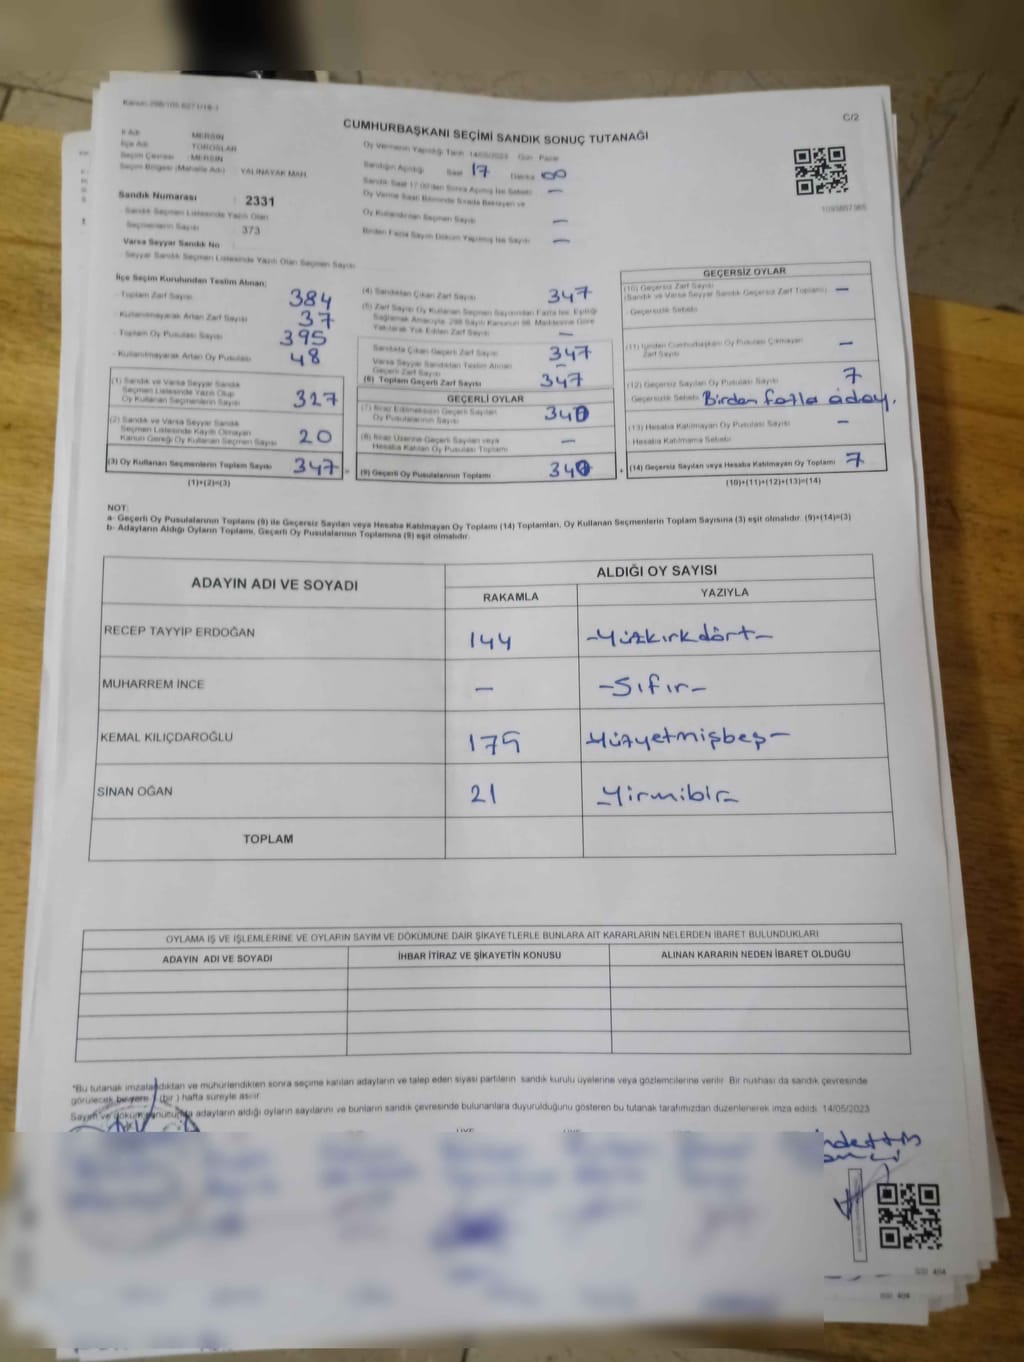 Kanun:298/105-6271/18-1
C/2
CUMHURBAŞKANI SEÇİMİ SANDIK SONUÇ TUTANAĞI
İl Adı MERSİN
İlçe Adı TOROSLAR
Seçim Çevresi : MERSİN
Seçim Bölgesi (Mahalle Adı) YALINAYAK MAH.
Sandık Numarası : 2331
Sandık Seçmen Listesinde Yazılı Olan
Seçmenlerin Sayısı 373
Varsa Seyyar Sandık No
Seyyar Sandık Seçmen Listesinde Yazılı Olan Seçmen Sayısı
Oy Vermenin Yapıldığı Tarih 14/05/2023 Gün Pazar
Sandığın Açıldığı Saat 17 Dakika 00
Sandık Saat 17.00'den Sonra Açılmış İse Sebebi —
Oy Verme Saati Bitiminde Sırada Bekleyen ve
Oy Kullandırılan Seçmen Sayısı —
Birden Fazla Sayım Döküm Yapılmış İse Sayısı —
1093857365
İlçe Seçim Kurulundan Teslim Alınan;
Toplam Zarf Sayısı 384
Kullanılmayarak Artan Zarf Sayısı 37
Toplam Oy Pusulası Sayısı 395
Kullanılmayarak Artan Oy Pusulası 48
(1) Sandık ve Varsa Seyyar Sandık
Seçmen Listesinde Yazılı Olup
Oy Kullanan Seçmenlerin Sayısı 327
(2) Sandık ve Varsa Seyyar Sandık
Seçmen Listesinde Kayıtlı Olmayan
Kanun Gereği Oy Kullanan Seçmen Sayısı 20
(3) Oy Kullanan Seçmenlerin Toplam Sayısı 347
(1)+(2)=(3)
(4) Sandıktan Çıkan Zarf Sayısı 347
(5) Zarf Sayısı Oy Kullanan Seçmen Sayısından Fazla İse, Eşitliği
Sağlamak Amacıyla; 298 Sayılı Kanunun 98. Maddesine Göre
Yakılarak Yok Edilen Zarf Sayısı —
Sandıkta Çıkan Geçerli Zarf Sayısı 347
Varsa Seyyar Sandıktan Teslim Alınan
Geçerli Zarf Sayısı —
(6) Toplam Geçerli Zarf Sayısı 347
GEÇERLİ OYLAR
(7) İtiraz Edilmeksizin Geçerli Sayılan
Oy Pusulalarının Sayısı 340
(8) İtiraz Üzerine Geçerli Sayılan veya
Hesaba Katılan Oy Pusulası Toplamı —
(9) Geçerli Oy Pusulalarının Toplamı 340
GEÇERSİZ OYLAR
(10) Geçersiz Zarf Sayısı
(Sandık ve Varsa Seyyar Sandık Geçersiz Zarf Toplamı) —
Geçersizlik Sebebi
(11) İçinden Cumhurbaşkanı Oy Pusulası Çıkmayan
Zarf Sayısı —
(12) Geçersiz Sayılan Oy Pusulası Sayısı 7
Geçersizlik Sebebi Birden fazla aday.
(13) Hesaba Katılmayan Oy Pusulası Sayısı —
Hesaba Katılmama Sebebi
(14) Geçersiz Sayılan veya Hesaba Katılmayan Oy Toplamı 7
(10)+(11)+(12)+(13)=(14)
NOT:
a- Geçerli Oy Pusulalarının Toplamı (9) ile Geçersiz Sayılan veya Hesaba Katılmayan Oy Toplamı (14) Toplamları, Oy Kullanan Seçmenlerin Toplam Sayısına (3) eşit olmalıdır. (9)+(14)=(3)
b- Adayların Aldığı Oyların Toplamı, Geçerli Oy Pusulalarının Toplamına (9) eşit olmalıdır.
ADAYIN ADI VE SOYADI
ALDIĞI OY SAYISI
RAKAMLA YAZIYLA
RECEP TAYYİP ERDOĞAN 144 -Yüzkırkdört-
MUHARREM İNCE — -Sıfır-
KEMAL KILIÇDAROĞLU 175 Yüzyetmişbeş-
SİNAN OĞAN 21 -Yirmibir-
TOPLAM
OYLAMA İŞ VE İŞLEMLERİNE VE OYLARIN SAYIM VE DÖKÜMÜNE DAİR ŞİKAYETLERLE BUNLARA AİT KARARLARIN NELERDEN İBARET BULUNDUKLARI
ADAYIN ADI VE SOYADI İHBAR İTİRAZ VE ŞİKAYETİN KONUSU ALINAN KARARIN NEDEN İBARET OLDUĞU
"Bu tutanak imzalandıktan ve mühürlendikten sonra seçime katılan adayların ve talep eden siyasi partilerin sandık kurulu üyelerine veya gözlemcilerine verilir. Bir nushası da sandık çevresinde
görülecek bir yere (bir) hafta süreyle asılır.
Sayım ve döküm sonucunda adayların aldığı oyların sayılarını ve bunların sandık çevresinde bulunanlara duyurulduğunu gösteren bu tutanak tarafımızdan düzenlenerek imza edildi. 14/05/2023